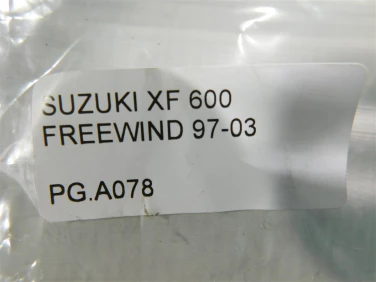 SUZUKI XF 600
FREEWIND 97-03
PG.A078